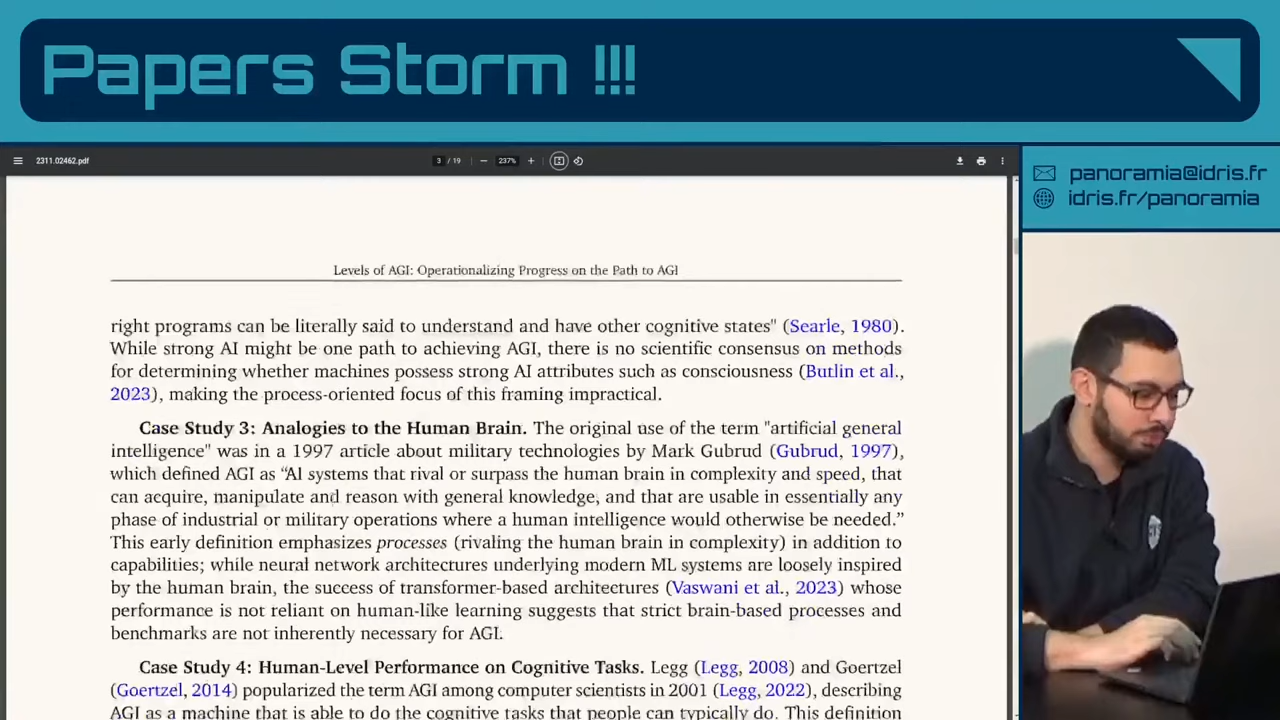 Papers Storm !!!
2311.02462.pdf
3 / 19
237%
panoramia@idris.fr
idris.fr/panoramia
Levels of AGI: Operationalizing Progress on the Path to AGI
right programs can be literally said to understand and have other cognitive states" (Searle, 1980).
While strong AI might be one path to achieving AGI, there is no scientific consensus on methods
for determining whether machines possess strong AI attributes such as consciousness (Butlin et al.,
2023), making the process-oriented focus of this framing impractical.
Case Study 3: Analogies to the Human Brain. The original use of the term "artificial general
intelligence" was in a 1997 article about military technologies by Mark Gubrud (Gubrud, 1997),
which defined AGI as “AI systems that rival or surpass the human brain in complexity and speed, that
can acquire, manipulate and reason with general knowledge, and that are usable in essentially any
phase of industrial or military operations where a human intelligence would otherwise be needed.”
This early definition emphasizes processes (rivaling the human brain in complexity) in addition to
capabilities; while neural network architectures underlying modern ML systems are loosely inspired
by the human brain, the success of transformer-based architectures (Vaswani et al., 2023) whose
performance is not reliant on human-like learning suggests that strict brain-based processes and
benchmarks are not inherently necessary for AGI.
Case Study 4: Human-Level Performance on Cognitive Tasks. Legg (Legg, 2008) and Goertzel
(Goertzel, 2014) popularized the term AGI among computer scientists in 2001 (Legg, 2022), describing
AGI as a machine that is able to do the cognitive tasks that people can typically do. This definition